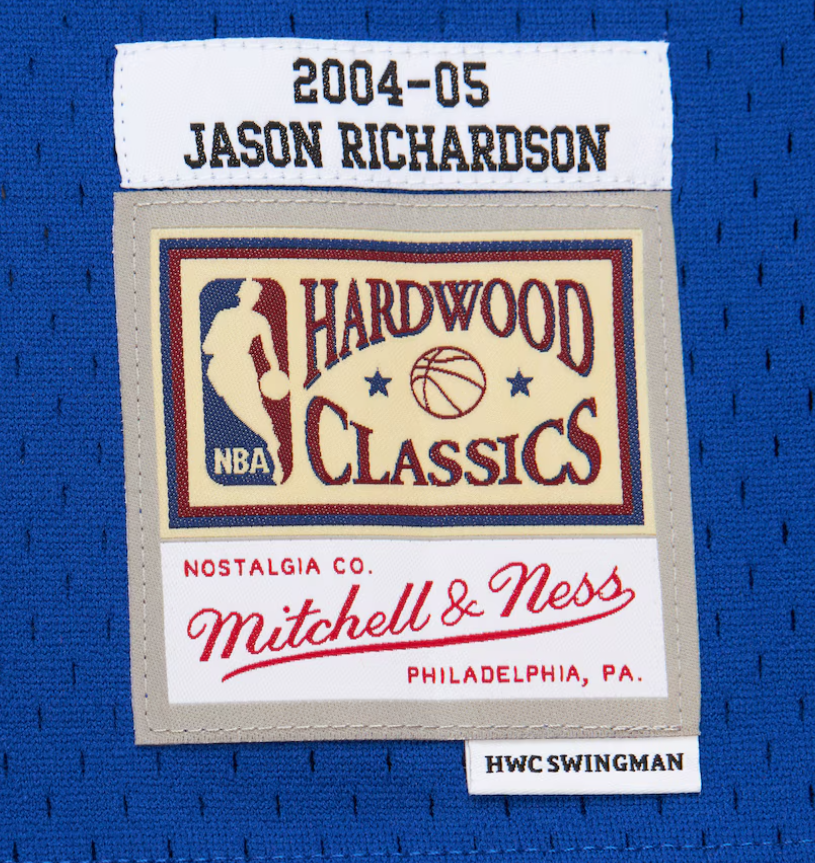 2004-05
JASON RICHARDSON
HARDWOOD
CLASSICS
NBA
NOSTALGIA CO.
Mitchell & Ness
PHILADELPHIA, PA.
HWC SWINGMAN